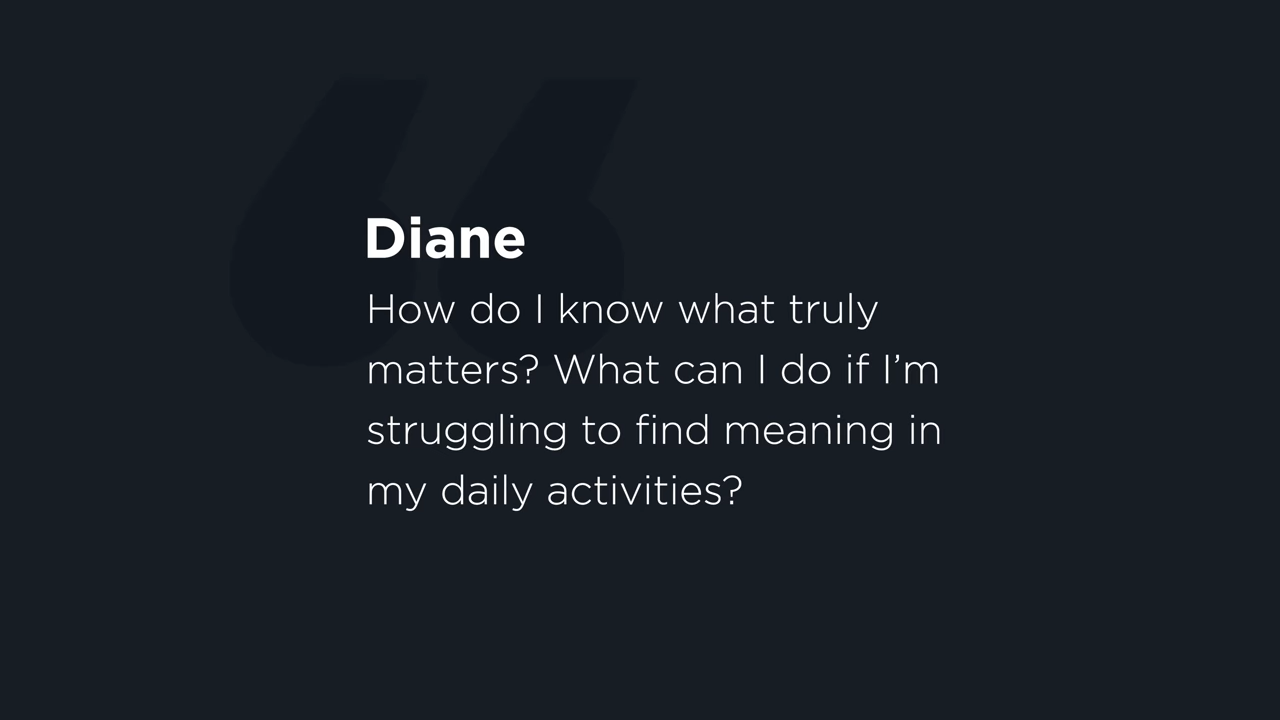 Diane
How do I know what truly
matters? What can I do if I’m
struggling to find meaning in
my daily activities?